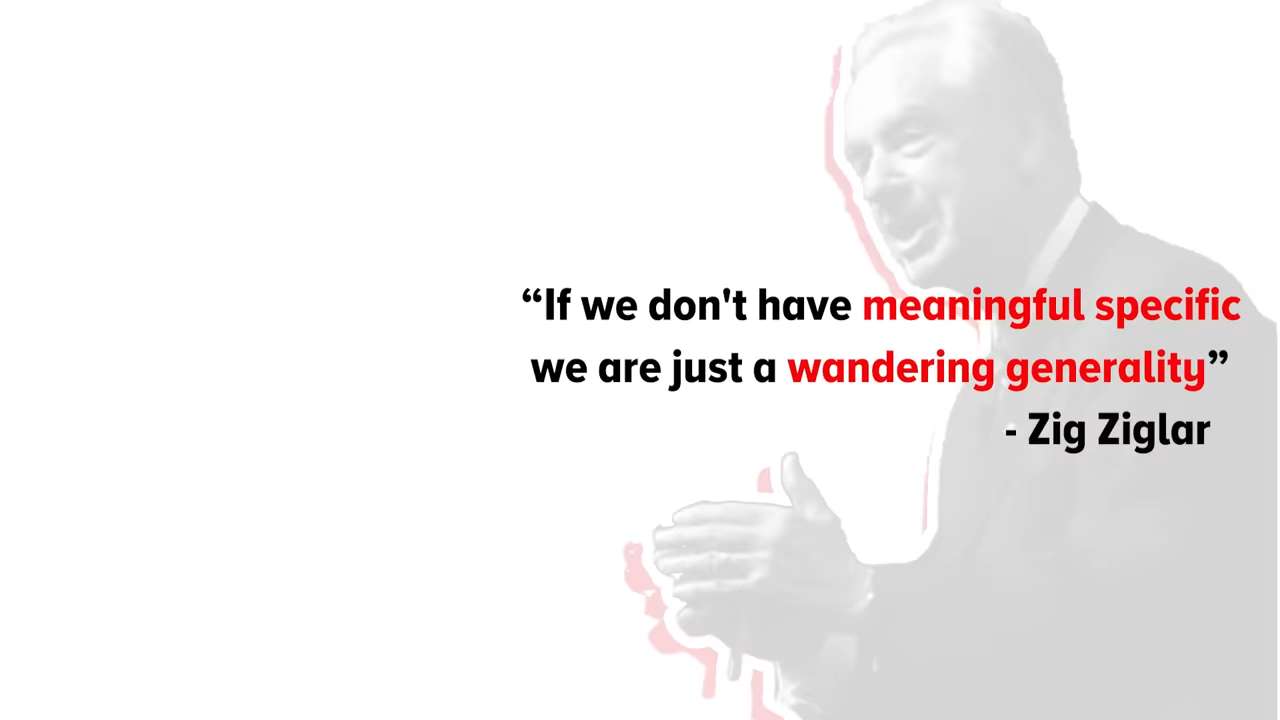 “If we don't have meaningful specific
we are just a wandering generality”
- Zig Ziglar